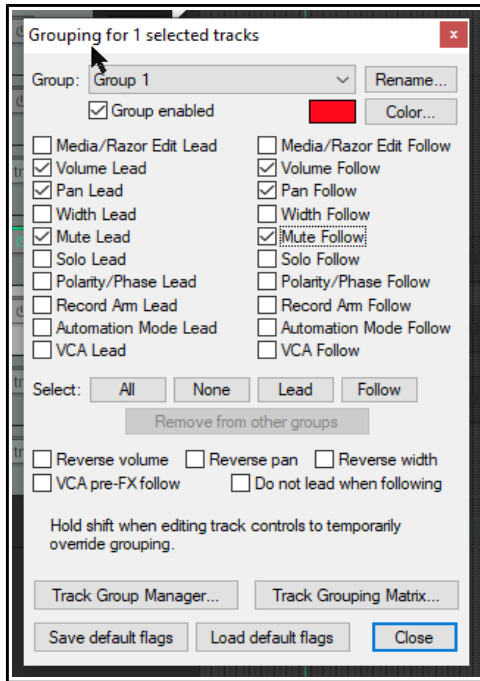 Grouping for 1 selected tracks
x
Group: Group 1 Rename...
Group enabled Color...
Media/Razor Edit Lead Media/Razor Edit Follow
Volume Lead Volume Follow
Pan Lead Pan Follow
Width Lead Width Follow
Mute Lead Mute Follow
Solo Lead Solo Follow
Polarity/Phase Lead Polarity/Phase Follow
Record Arm Lead Record Arm Follow
Automation Mode Lead Automation Mode Follow
VCA Lead VCA Follow
Select: All None Lead Follow
Remove from other groups
Reverse volume Reverse pan Reverse width
VCA pre-FX follow Do not lead when following
Hold shift when editing track controls to temporarily
override grouping.
Track Group Manager... Track Grouping Matrix...
Save default flags Load default flags Close